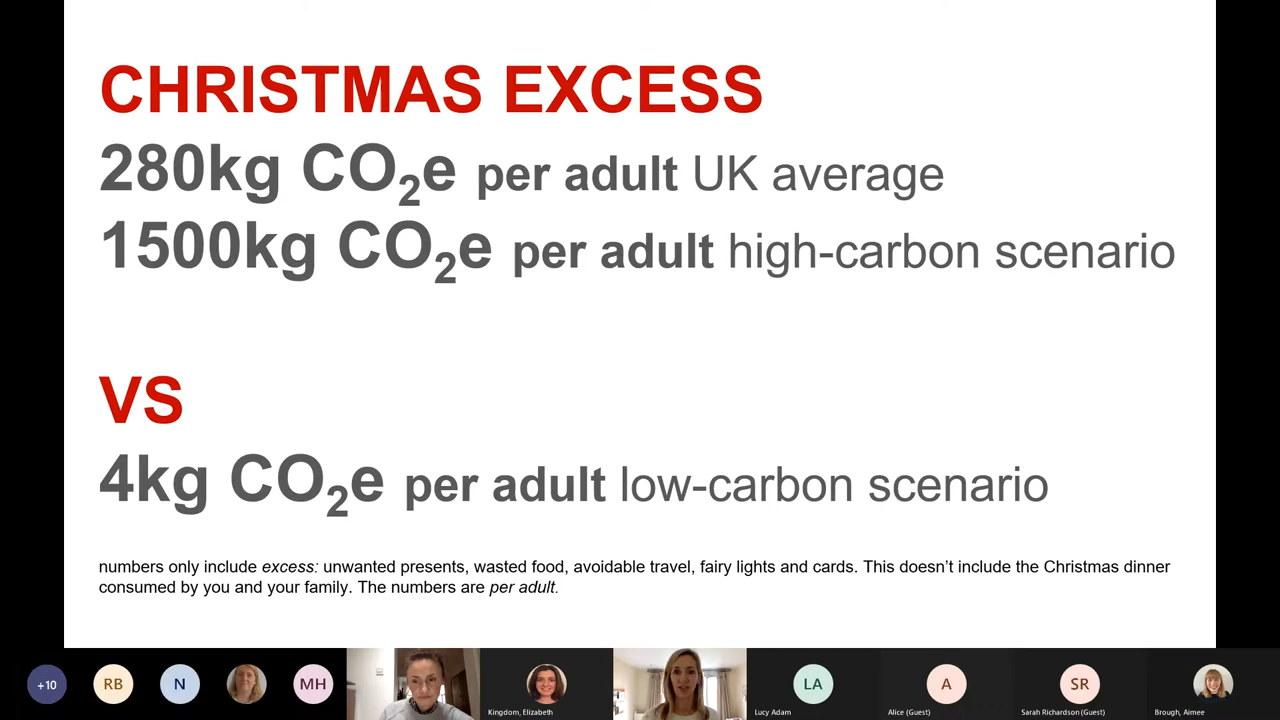 CHRISTMAS EXCESS
280kg CO₂e per adult UK average
1500kg CO₂e per adult high-carbon scenario
VS
4kg CO₂e per adult low-carbon scenario
numbers only include excess: unwanted presents, wasted food, avoidable travel, fairy lights and cards. This doesn't include the Christmas dinner
consumed by you and your family. The numbers are per adult.
+10 RB N MH LA A SR
Kingdom, Elizabeth Lucy Adam Alice (Guest) Sarah Richardson (Guest) Brough, Aimee